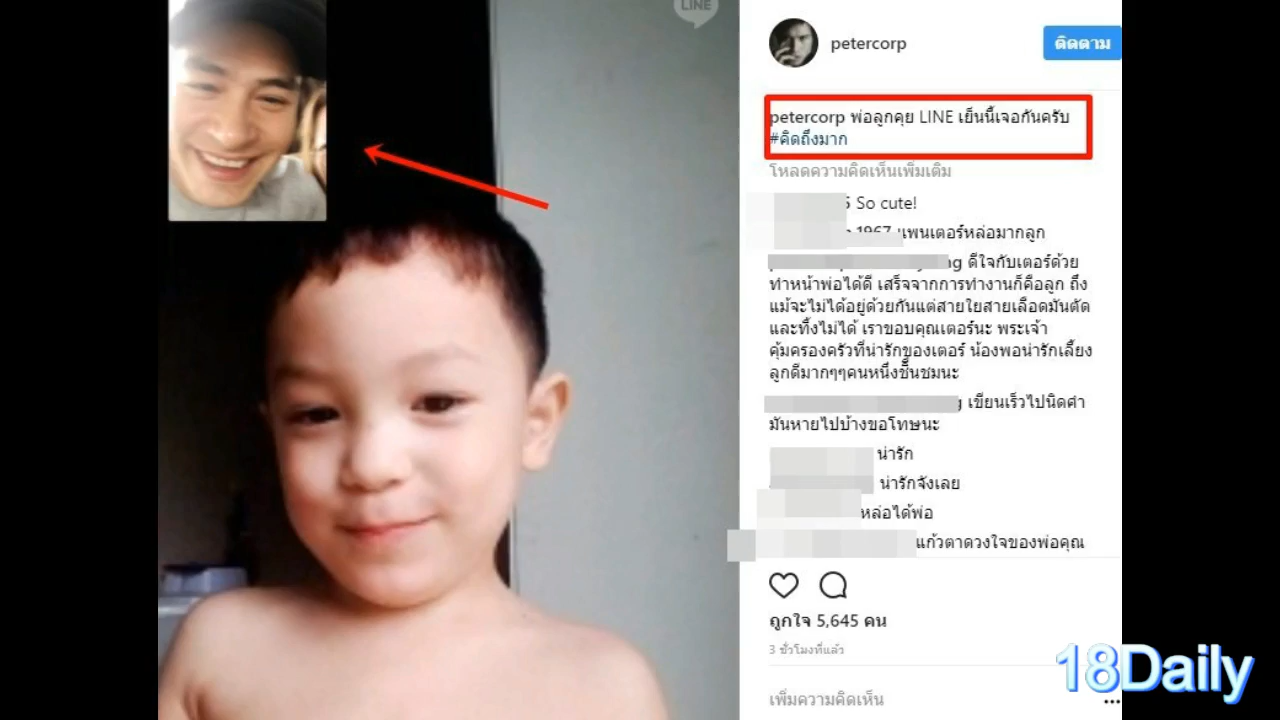 LINE
petercorp
ติดตาม
petercorp พ่อลูกคุย LINE เย็นนี้เจอกันครับ
#คิดถึงมาก
โหลดความคิดเห็นเพิ่มเติม
So cute!
แพนเตอร์หล่อมากลูก
ดีใจกับเตอร์ด้วย
ทำหน้าพ่อได้ดี เสร็จจากการทำงานก็คือลูก ถึง
แม้จะไม่ได้อยู่ด้วยกันแต่สายใยสายเลือดมันตัด
และทิ้งไม่ได้ เราขอบคุณเตอร์นะ พระเจ้า
คุ้มครองครัวที่น่ารักของเตอร์ น้องพอน่ารักเลี้ยง
ลูกดีมากๆๆคนหนึ่งชื่นชมนะ
เขียนเร็วไปนิดคำ
มันหายไปบ้างขอโทษนะ
น่ารัก
น่ารักจังเลย
หล่อได้พ่อ
แก้วตาดวงใจของพ่อคุณ
ถูกใจ 5,645 คน
3 ชั่วโมงที่แล้ว
18Daily
เพิ่มความคิดเห็น